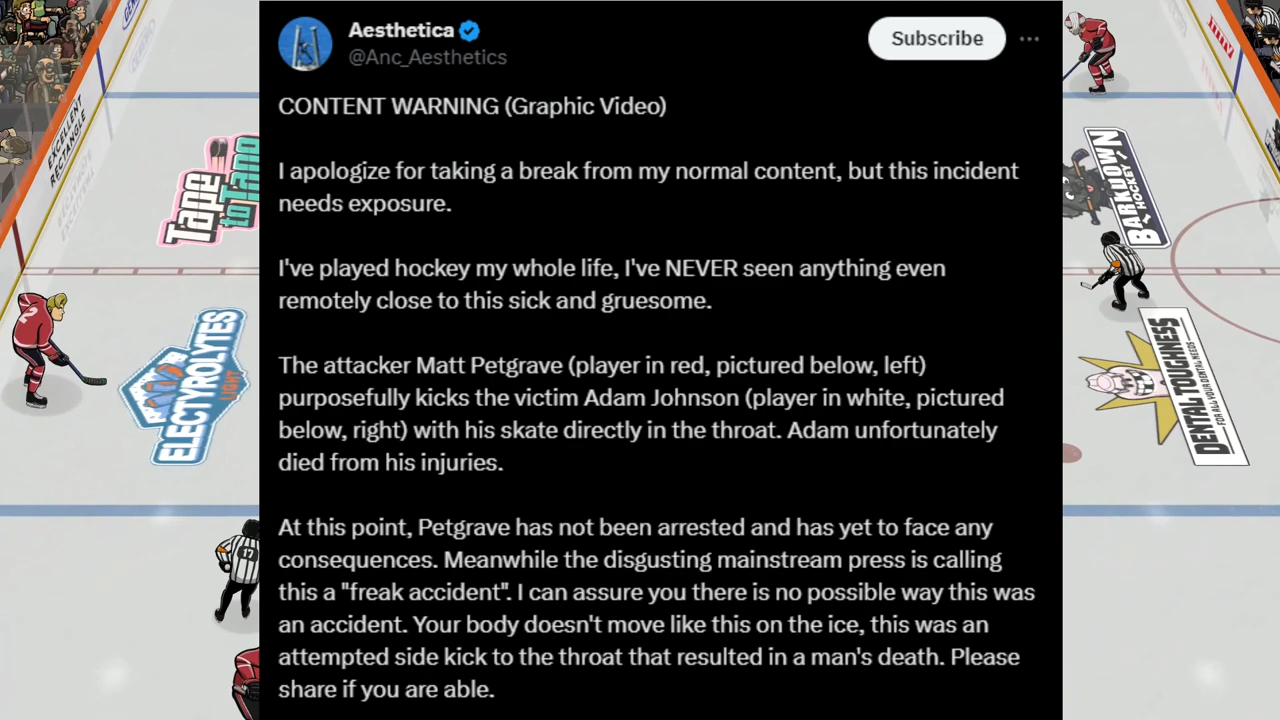 Aesthetica
@Anc_Aesthetics
Subscribe
CONTENT WARNING (Graphic Video)
I apologize for taking a break from my normal content, but this incident
needs exposure.
I've played hockey my whole life, I've NEVER seen anything even
remotely close to this sick and gruesome.
The attacker Matt Petgrave (player in red, pictured below, left)
purposefully kicks the victim Adam Johnson (player in white, pictured
below, right) with his skate directly in the throat. Adam unfortunately
died from his injuries.
At this point, Petgrave has not been arrested and has yet to face any
consequences. Meanwhile the disgusting mainstream press is calling
this a "freak accident". I can assure you there is no possible way this was
an accident. Your body doesn't move like this on the ice, this was an
attempted side kick to the throat that resulted in a man's death. Please
share if you are able.
EXCELLENT
RECTANGLE
Tape
to Tape
ELECTYROLYTES
LIGHT
2
17
BARKDOWN
HOCKEY
DENTAL TOUGHNESS
FOR ALL YOUR DENTAL NEEDS